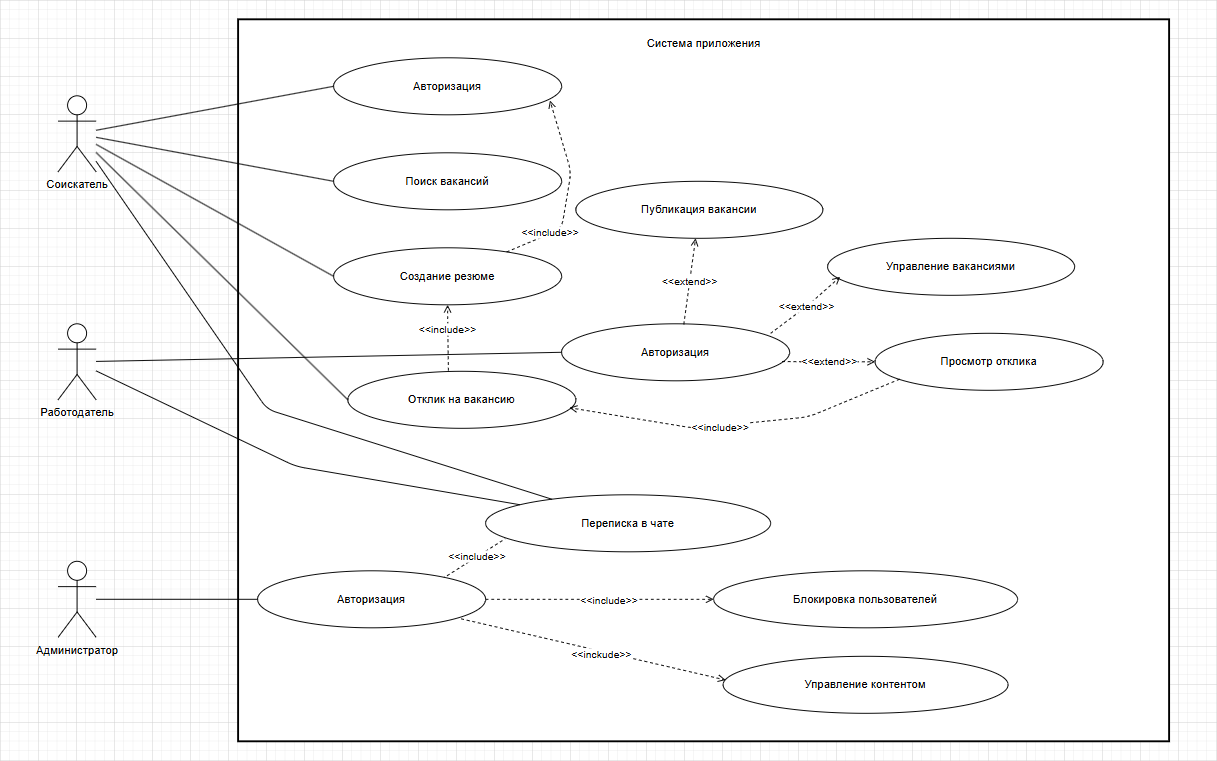 Система приложения
Авторизация
Соискатель
Поиск вакансий
Публикация вакансии
<<include>>
Создание резюме
Управление вакансиями
<<extend>>
<<extend>>
<<include>>
Работодатель
Авторизация
<<extend>>
Просмотр отклика
Отклик на вакансию
<<include>>
Переписка в чате
<<include>>
Администратор
Авторизация
<<include>>
Блокировка пользователей
<<inckude>>
Управление контентом